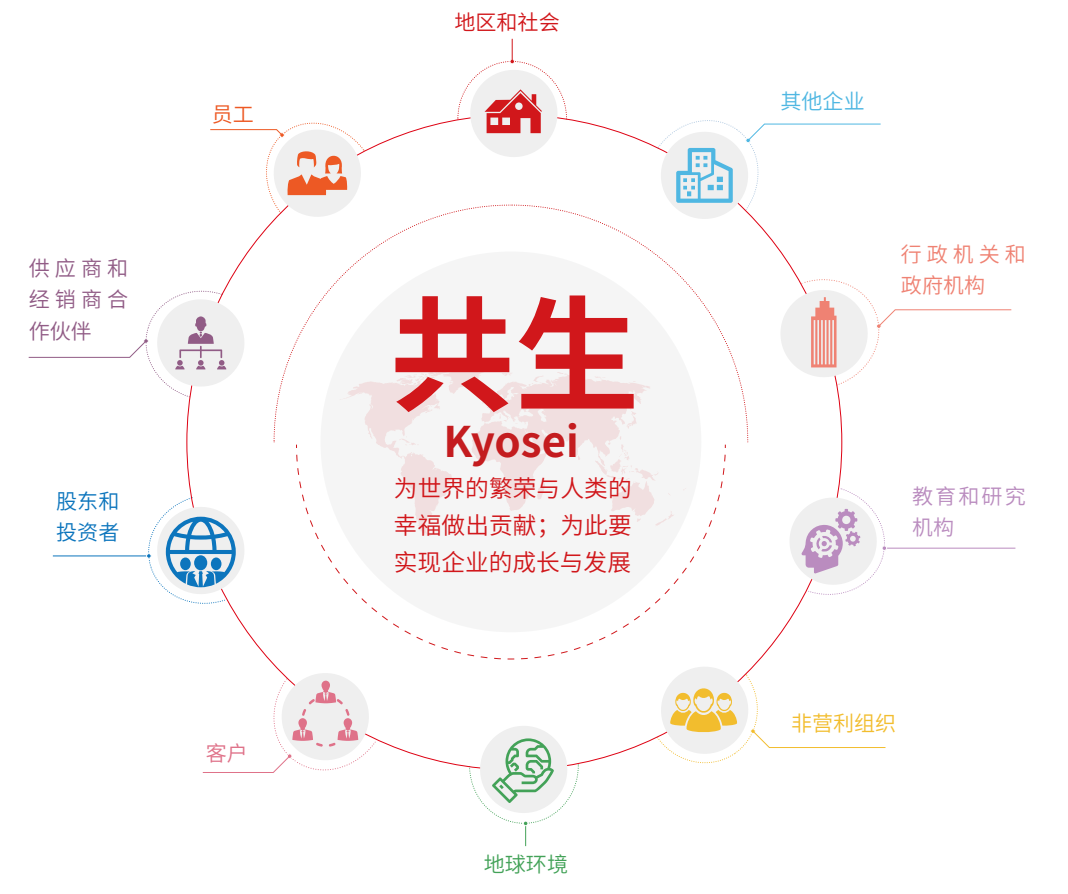 地区和社会
其他企业
员工
行政机关和
政府机构
供应商和
经销商合
作伙伴
共生
Kyosei
为世界的繁荣与人类的
幸福做出贡献；为此要
实现企业的成长与发展
股东和
投资者
教育和研究
机构
非营利组织
客户
地球环境